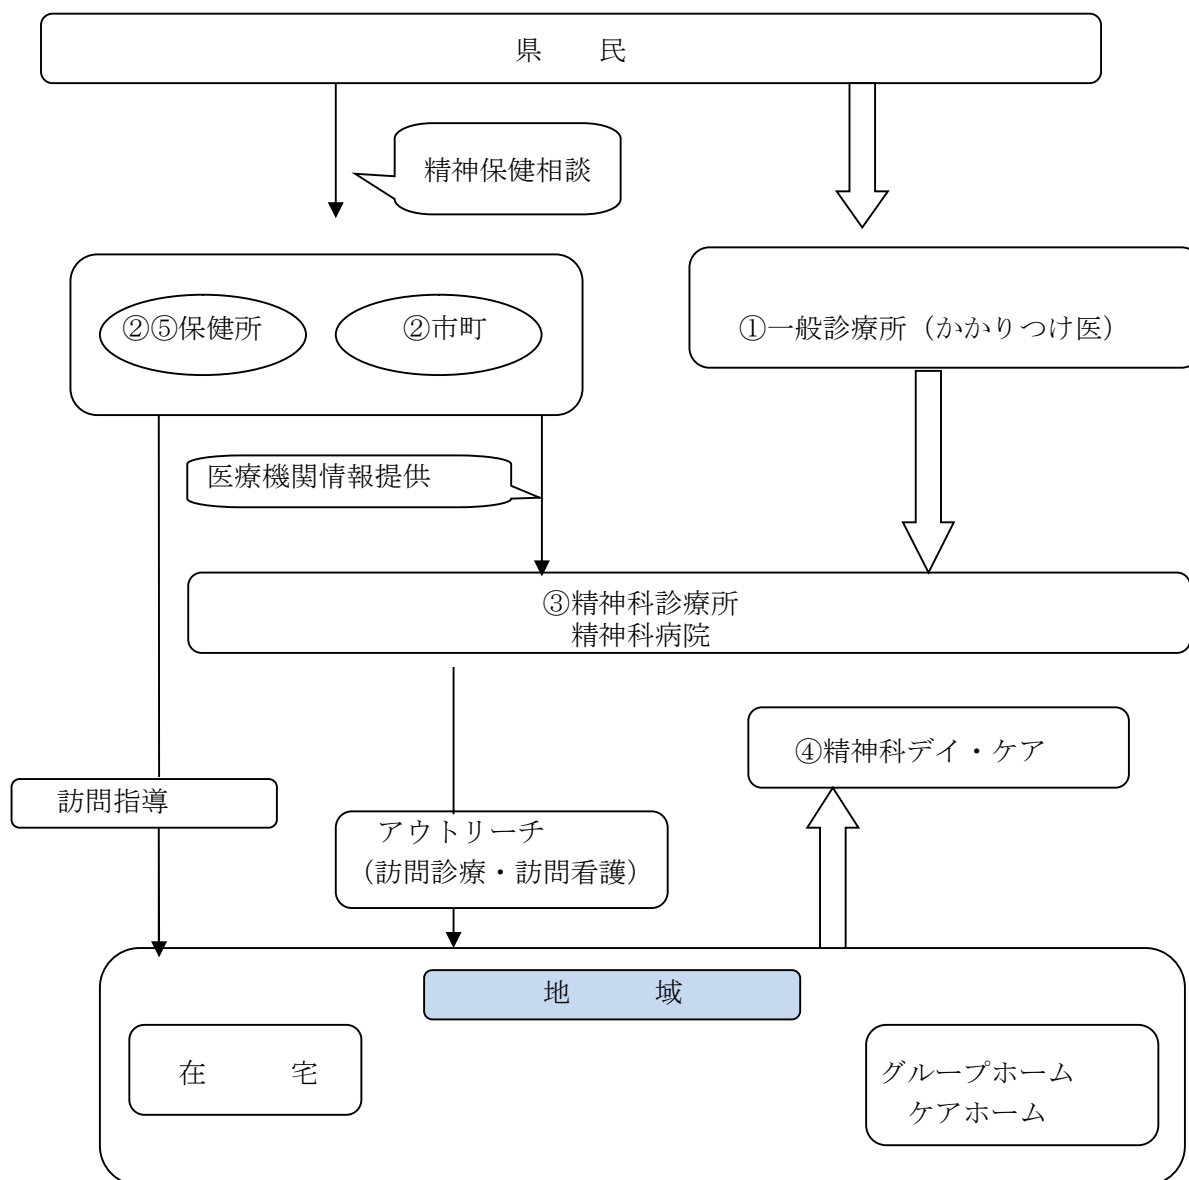 県　　民
精神保健相談
②⑤保健所
②市町
①一般診療所（かかりつけ医）
医療機関情報提供
③精神科診療所
精神科病院
④精神科デイ・ケア
訪問指導
アウトリーチ
（訪問診療・訪問看護）
地　　　域
在　　　宅
グループホーム
ケアホーム